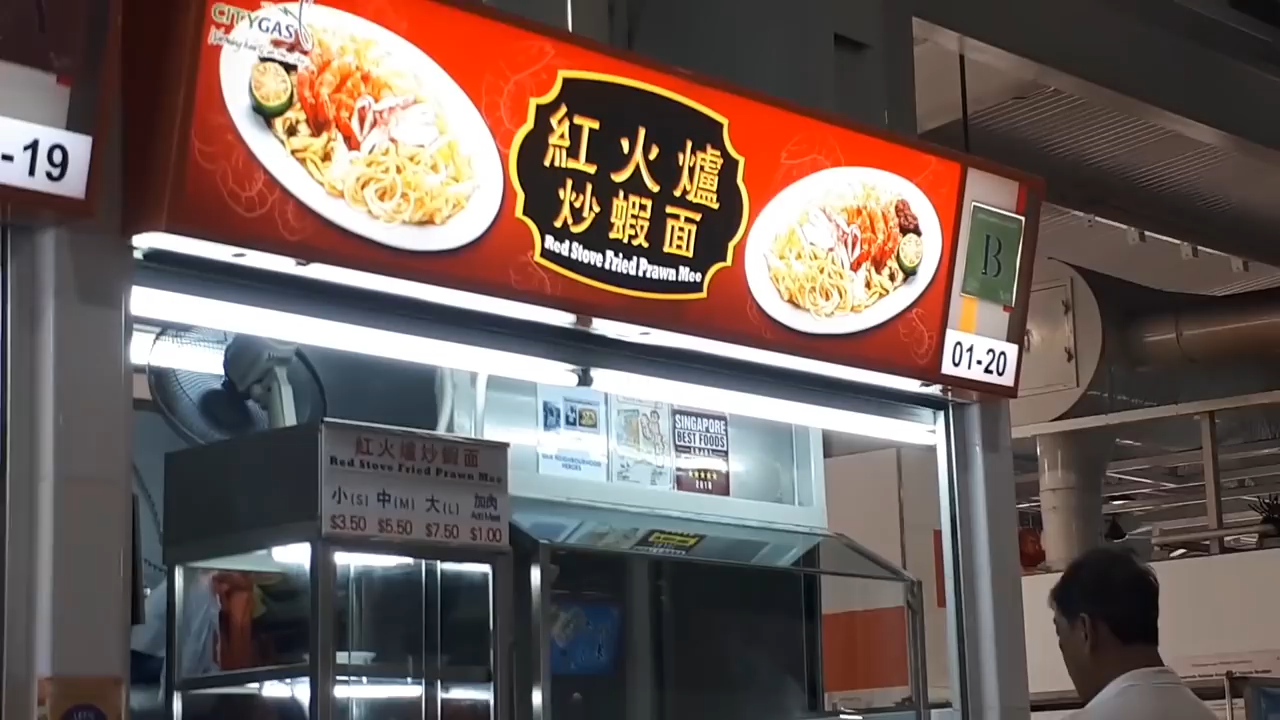 CITYGAS
-19
紅火爐
炒蝦面
Red Stove Fried Prawn Mee
B
01-20
SINGAPORE
BEST FOODS
紅火爐炒蝦面
Red Stove Fried Prawn Mee
小(S) 中(M) 大(L) 加肉
Add Meat
$3.50 $5.50 $7.50 $1.00